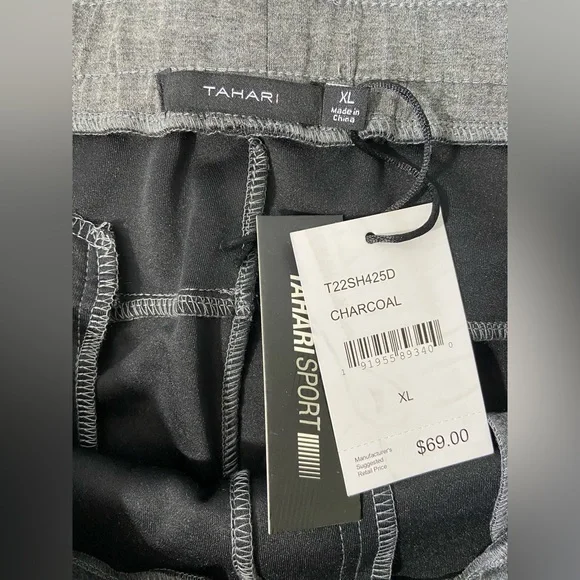 TAHARI
XL
Made in
China
T22SH425D
CHARCOAL
1 91955 89340 0
XL
Manufacturer's
Suggested
Retail Price
$69.00
TAHARI SPORT